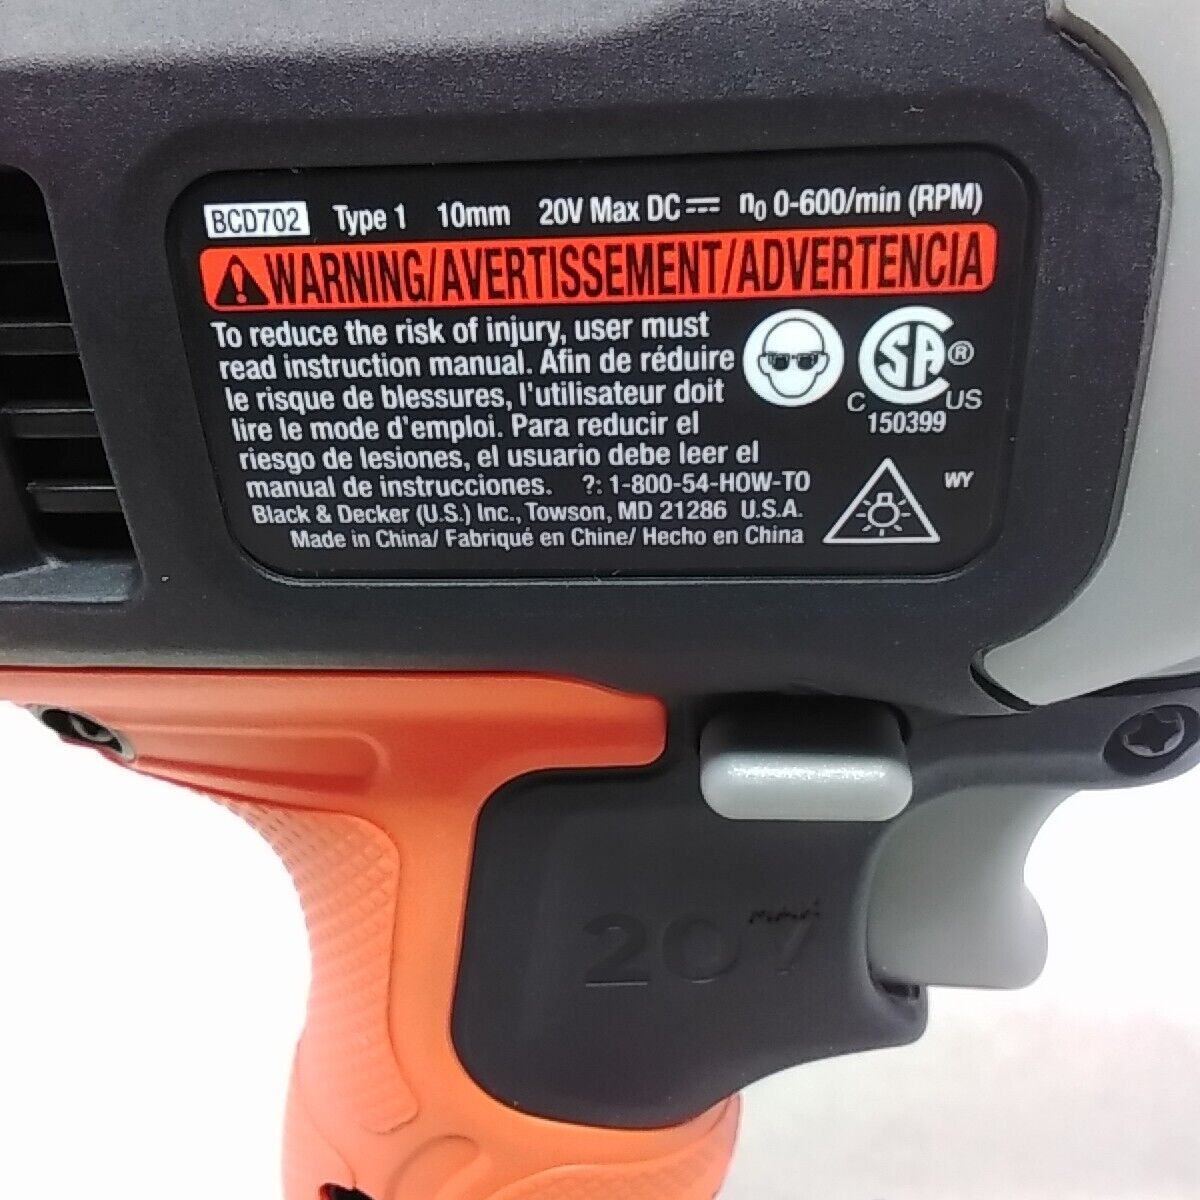 BCD702 Type 1 10mm 20V Max DC n0 0-600/min (RPM)
WARNING/AVERTISSEMENT/ADVERTENCIA
To reduce the risk of injury, user must
read instruction manual. Afin de réduire
le risque de blessures, l'utilisateur doit
lire le mode d'emploi. Para reducir el
riesgo de lesiones, el usuario debe leer el
manual de instrucciones. ?: 1-800-54-HOW-TO
Black & Decker (U.S.) Inc., Towson, MD 21286 U.S.A.
Made in China/ Fabriqué en Chine/ Hecho en China
CSA ®
C US
150399
WY
20V